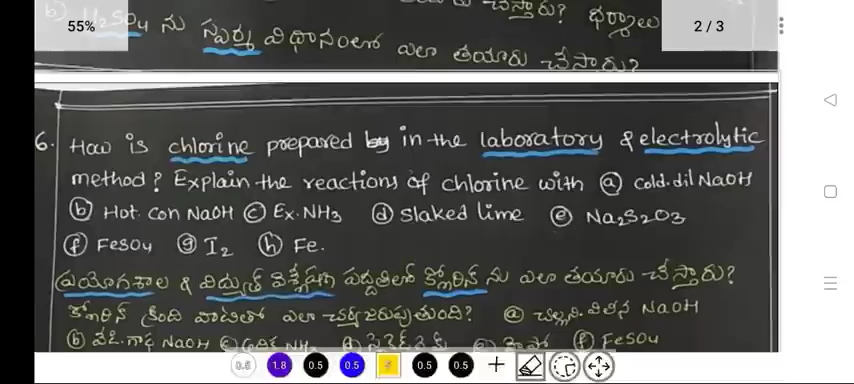 55%
2 / 3
b) H2SO4 ను స్పర్శ విధానంలో ఎలా తయారు చేస్తారు?
6. How is chlorine prepared by in the laboratory & electrolytic
method? Explain the reactions of chlorine with ⓐ cold.dil NaOH
ⓑ Hot. con NaOH ⓒ Ex.NH3 ⓓ Slaked lime ⓔ Na2S2O3
ⓕ FeSO4 ⓖ I2 ⓗ Fe.
ప్రయోగశాల & విద్యుత్ విశ్లేషణ పద్ధతిలో క్లోరిన్ ను ఎలా తయారు చేస్తారు?
క్లోరిన్ క్రింది వాటితో ఎలా చర్య జరుపుతుంది? ⓐ చల్లని. విలీన NaOH
ⓑ వేడి.గాఢ NaOH ⓒ NH3 ⓓ ⓔ ⓕ FeSO4
0.5 1.8 0.5 0.5 0.5 0.5